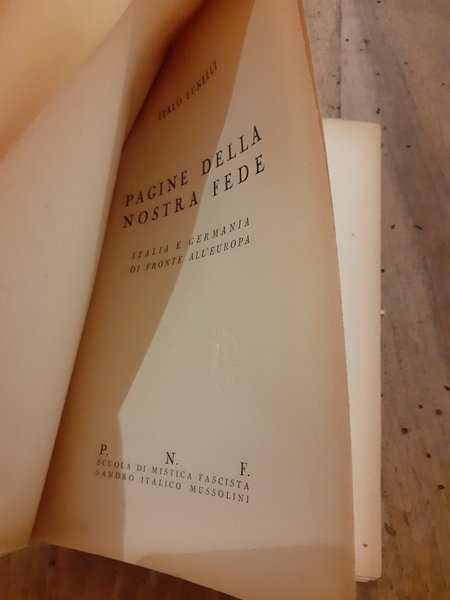 ITALO LUNELLI
PAGINE DELLA
NOSTRA FEDE
ITALIA E GERMANIA
DI FRONTE ALL'EUROPA
P. N. F.
SCUOLA DI MISTICA FASCISTA
SANDRO ITALICO MUSSOLINI